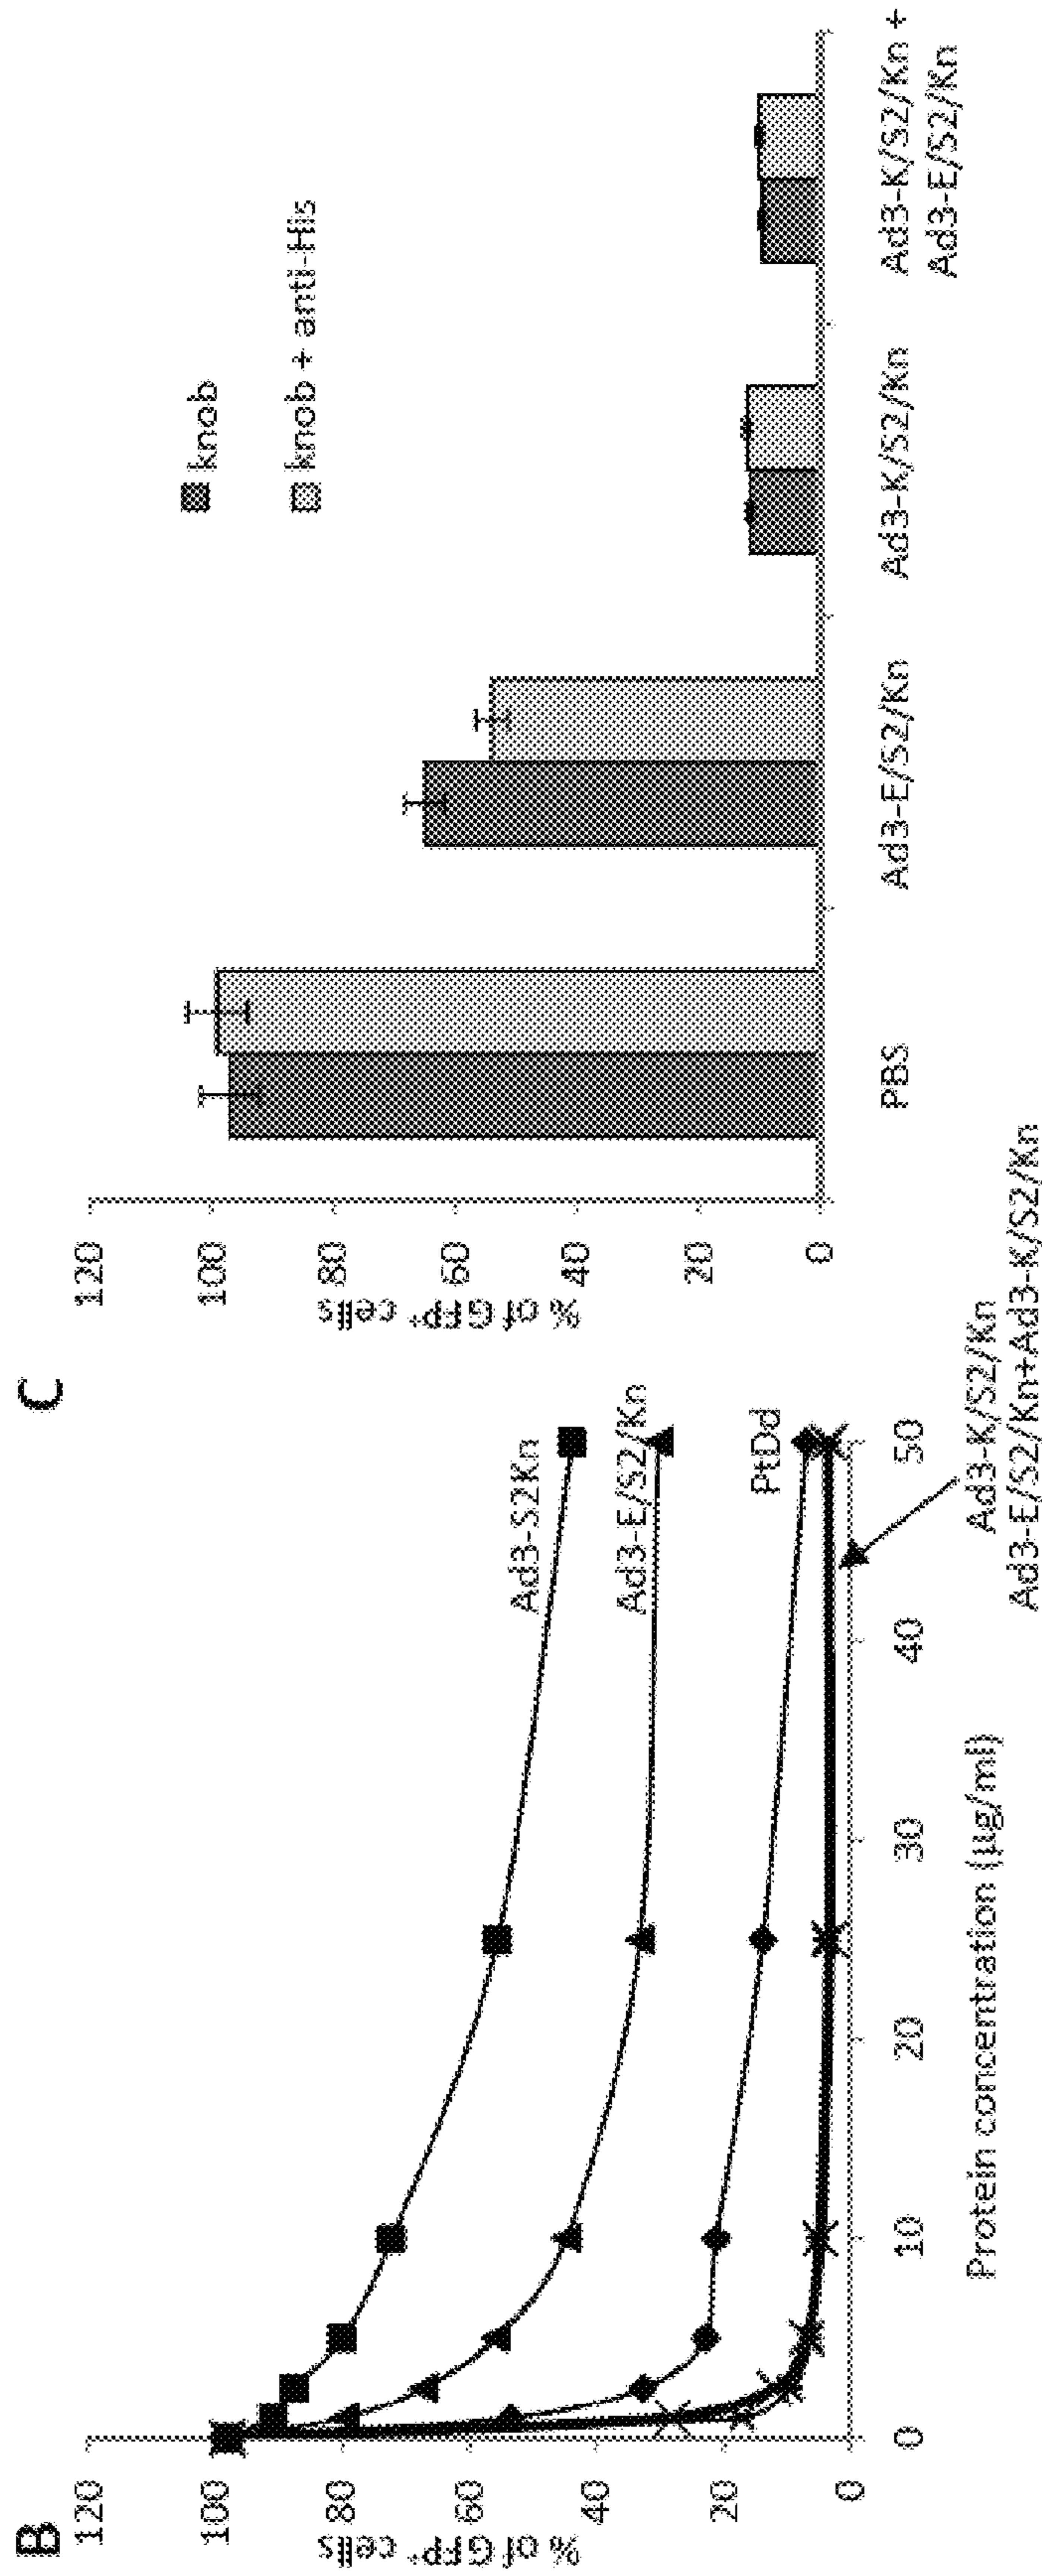 B
% of GFP⁺ cells
120
100
80
60
40
20
0
0 10 20 30 40 50
Protein concentration (µg/ml)
Ad3-S2Kn
Ad3-E/S2/Kn
PtDd
Ad3-K/S2/Kn
Ad3-E/S2/Kn+Ad3-K/S2/Kn
C
% of GFP⁺ cells
120
100
80
60
40
20
0
knob
knob + anti-His
PBS
Ad3-E/S2/Kn
Ad3-K/S2/Kn
Ad3-K/S2/Kn +
Ad3-E/S2/Kn